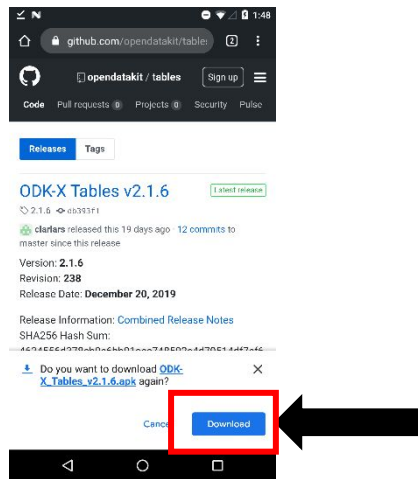 1:48
github.com/opendatakit/tables
2
opendatakit / tables
Sign up
Code Pull requests 0 Projects 0 Security Pulse
Releases Tags
ODK-X Tables v2.1.6
Latest release
2.1.6
clarlars released this 19 days ago · 12 commits to
master since this release
Version: 2.1.6
Revision: 238
Release Date: December 20, 2019
Release Information: Combined Release Notes
SHA256 Hash Sum:
Do you want to download ODK-
X_Tables_v2.1.6.apk again?
Download